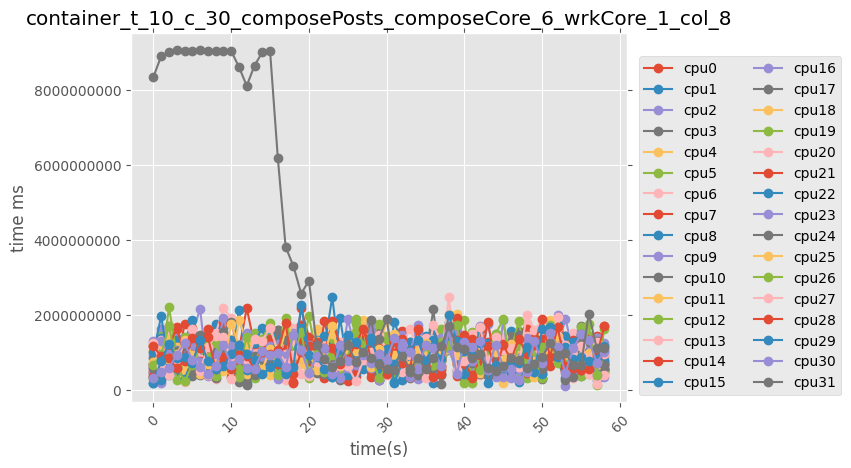 container_t_10_c_30_composePosts_composeCore_6_wrkCore_1_col_8
8000000000
6000000000
4000000000
2000000000
0
time ms
0 10 20 30 40 50 60
time(s)
cpu0 cpu16
cpu1 cpu17
cpu2 cpu18
cpu3 cpu19
cpu4 cpu20
cpu5 cpu21
cpu6 cpu22
cpu7 cpu23
cpu8 cpu24
cpu9 cpu25
cpu10 cpu26
cpu11 cpu27
cpu12 cpu28
cpu13 cpu29
cpu14 cpu30
cpu15 cpu31